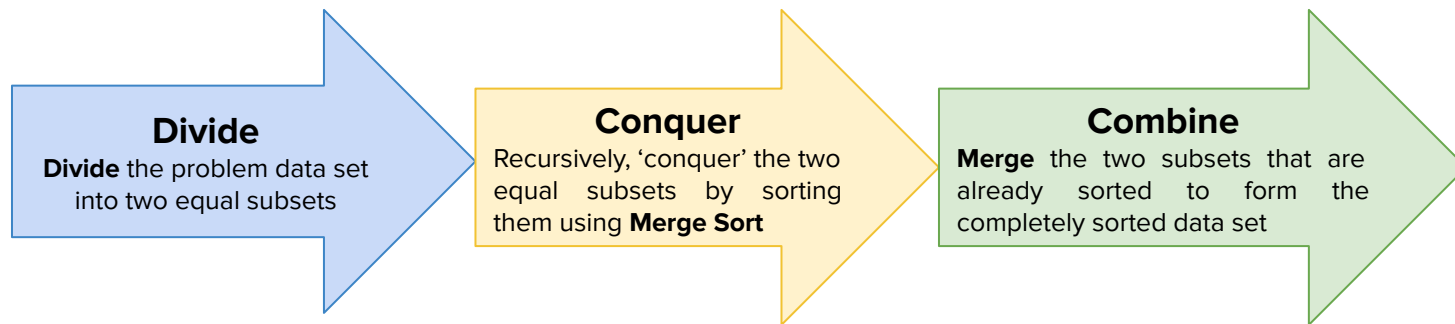 Divide
Divide the problem data set
into two equal subsets
Conquer
Recursively, ‘conquer’ the two
equal subsets by sorting
them using Merge Sort
Combine
Merge the two subsets that are
already sorted to form the
completely sorted data set